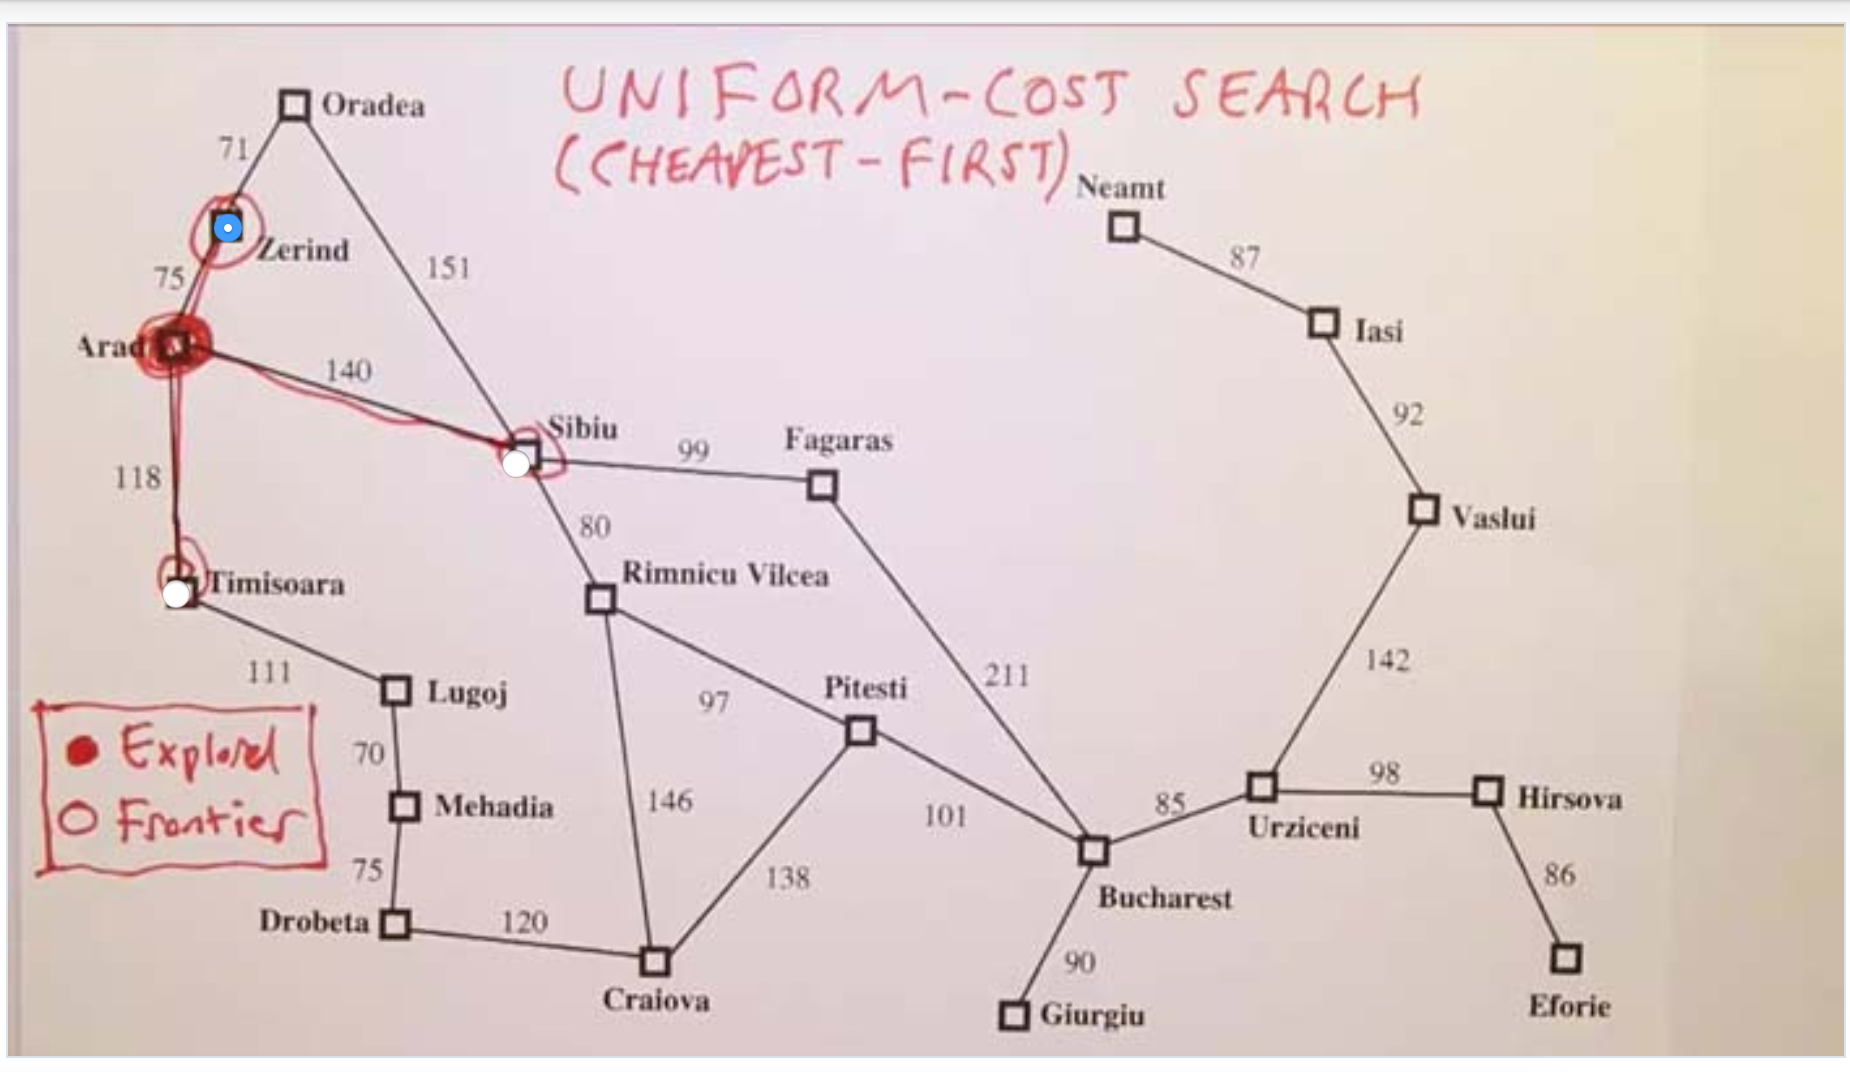 UNIFORM-COST SEARCH
(CHEAPEST-FIRST)
Oradea
71
Neamt
Zerind
87
75
151
Iasi
Arad
140
92
Sibiu
Fagaras
99
118
Vaslui
80
Timisoara
Rimnicu Vilcea
142
111
211
Lugoj
Pitesti
97
Explored
70
98
Hirsova
Mehadia
146
101
85
Urziceni
Frontier
75
138
86
Bucharest
Drobeta
120
90
Craiova
Giurgiu
Eforie